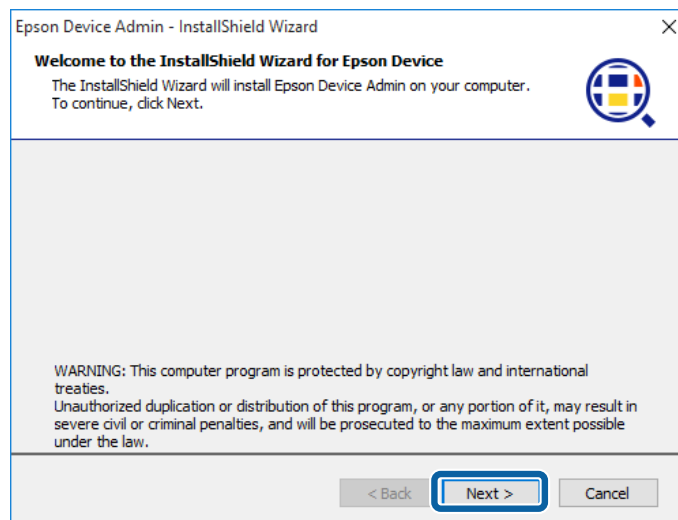 Epson Device Admin - InstallShield Wizard
Welcome to the InstallShield Wizard for Epson Device
The InstallShield Wizard will install Epson Device Admin on your computer.
To continue, click Next.
WARNING: This computer program is protected by copyright law and international
treaties.
Unauthorized duplication or distribution of this program, or any portion of it, may result in
severe civil or criminal penalties, and will be prosecuted to the maximum extent possible
under the law.
< Back Next > Cancel